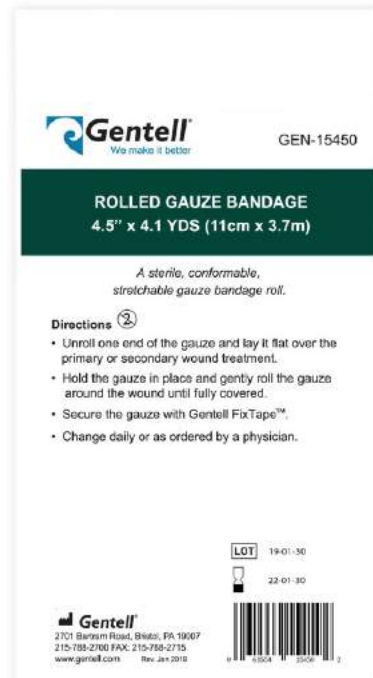 Gentell®
We make it better
GEN-15450
ROLLED GAUZE BANDAGE
4.5" x 4.1 YDS (11cm x 3.7m)
A sterile, conformable,
stretchable gauze bandage roll.
Directions ②
• Unroll one end of the gauze and lay it flat over the
primary or secondary wound treatment.
• Hold the gauze in place and gently roll the gauze
around the wound until fully covered.
• Secure the gauze with Gentell FixTape™.
• Change daily or as ordered by a physician.
LOT 19-01-30
22-01-30
Gentell®
2701 Bartram Road, Bristol, PA 19007
215-788-2700 FAX: 215-788-2715
www.gentell.com Rev. Jan 2019